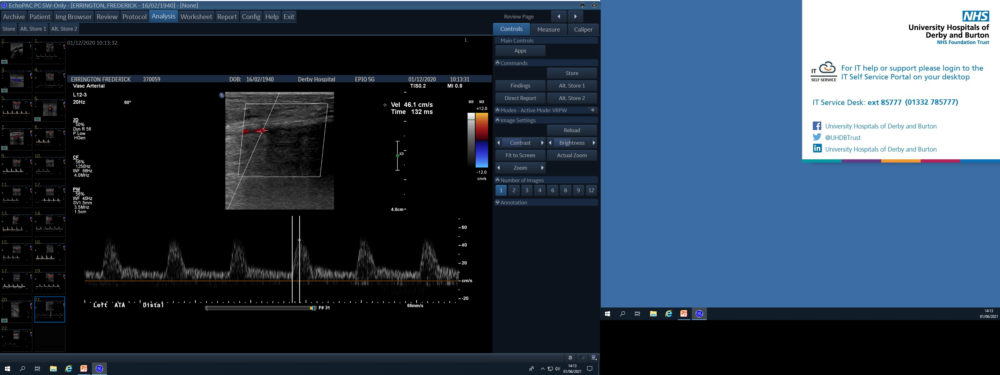 EchoPAC PC SW-Only - [ERRINGTON, FREDERICK - 16/02/1940] - [None]
Archive Patient Img Browser Review Protocol Analysis Worksheet Report Config Help Exit
Store Alt. Store 1 Alt. Store 2
Review Page
Controls Measure Caliper
Main Controls
Apps
Commands
Store
Findings Alt. Store 1
Direct Report Alt. Store 2
Modes - Active Mode: VRPW
Image Settings
Reload
Contrast Brightness
Fit to Screen Actual Zoom
Zoom
Number of Images
1 2 3 4 6 8 9 12
Annotation
2 1
3 4
5 6
7 8
9 10
11 12
13 14
15 16
17 19
20 21
22
01/12/2020 10:13:32
L
ERRINGTON FREDERICK 370059 DOB: 16/02/1940 Derby Hospital EPIQ 5G 01/12/2020 10:13:31
Vasc Arterial TIS0.2 MI 0.8
L12-3
20Hz 60°
P
2D
50%
Dyn R 56
P Low
HGen
CF
56%
1250Hz
WF 68Hz
4.0MHz
PW
56%
WF 40Hz
SV1.5mm
3.5MHz
1.5cm
Vel 46.1 cm/s
Time 132 ms
M3 M3
+12.0
X3
-12.0
cm/s
4.0cm
60
40
20
cm/s
-20
Left ATA Distal
F# 31
66mm/s
a
14:13
01/06/2021
NHS
University Hospitals of
Derby and Burton
NHS Foundation Trust
IT
SELF SERVICE
For IT help or support please login to the
IT Self Service Portal on your desktop
IT Service Desk: ext 85777 (01332 785777)
University Hospitals of Derby and Burton
@UHDBTrust
University Hospitals of Derby and Burton
14:13
01/06/2021